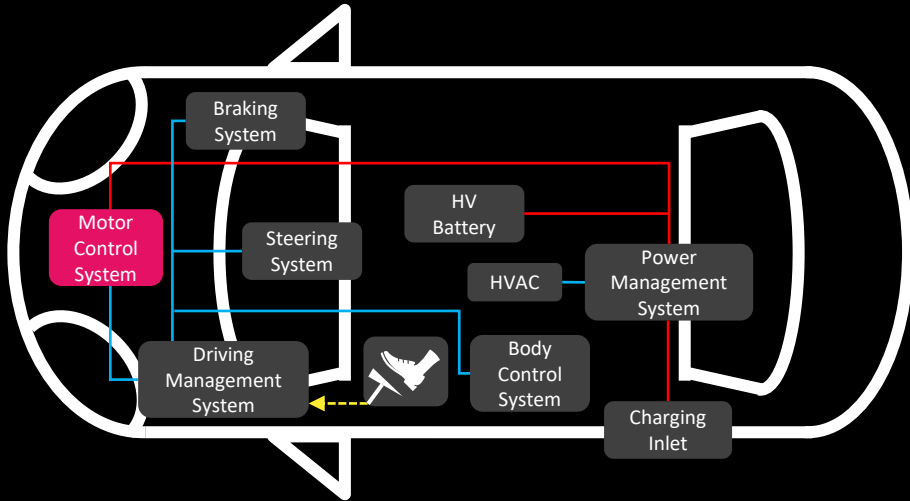 Braking
System
Motor
Control
System
Steering
System
HV
Battery
HVAC
Power
Management
System
Driving
Management
System
Body
Control
System
Charging
Inlet